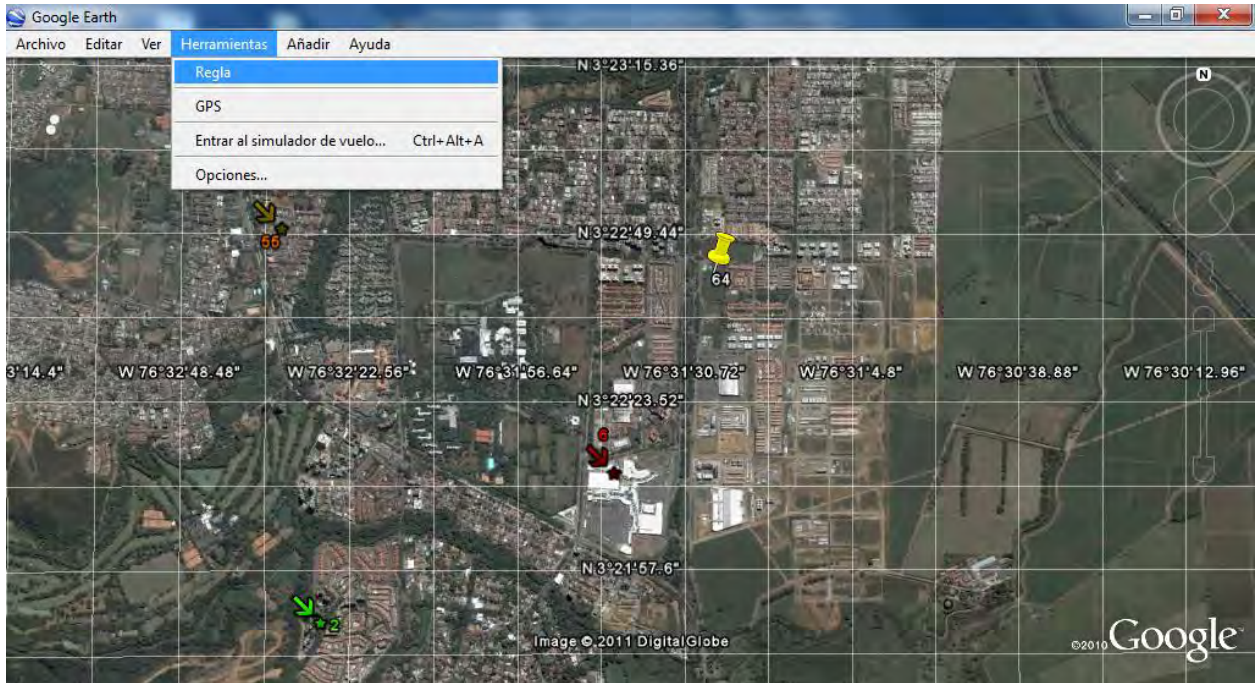 Google Earth
Archivo Editar Ver Herramientas Añadir Ayuda
Regla
GPS
Entrar al simulador de vuelo... Ctrl+Alt+A
Opciones...
N
N 3°23'15.36"
55
N 3°22'49.44"
64
3'14.4" W 76°32'48.48" W 76°32'22.56" W 76°31'56.64" W 76°31'30.72" W 76°31'4.8" W 76°30'38.88" W 76°30'12.96"
N 3°22'23.52"
6
N 3°21'57.6"
2
Image © 2011 DigitalGlobe
©2010 Google